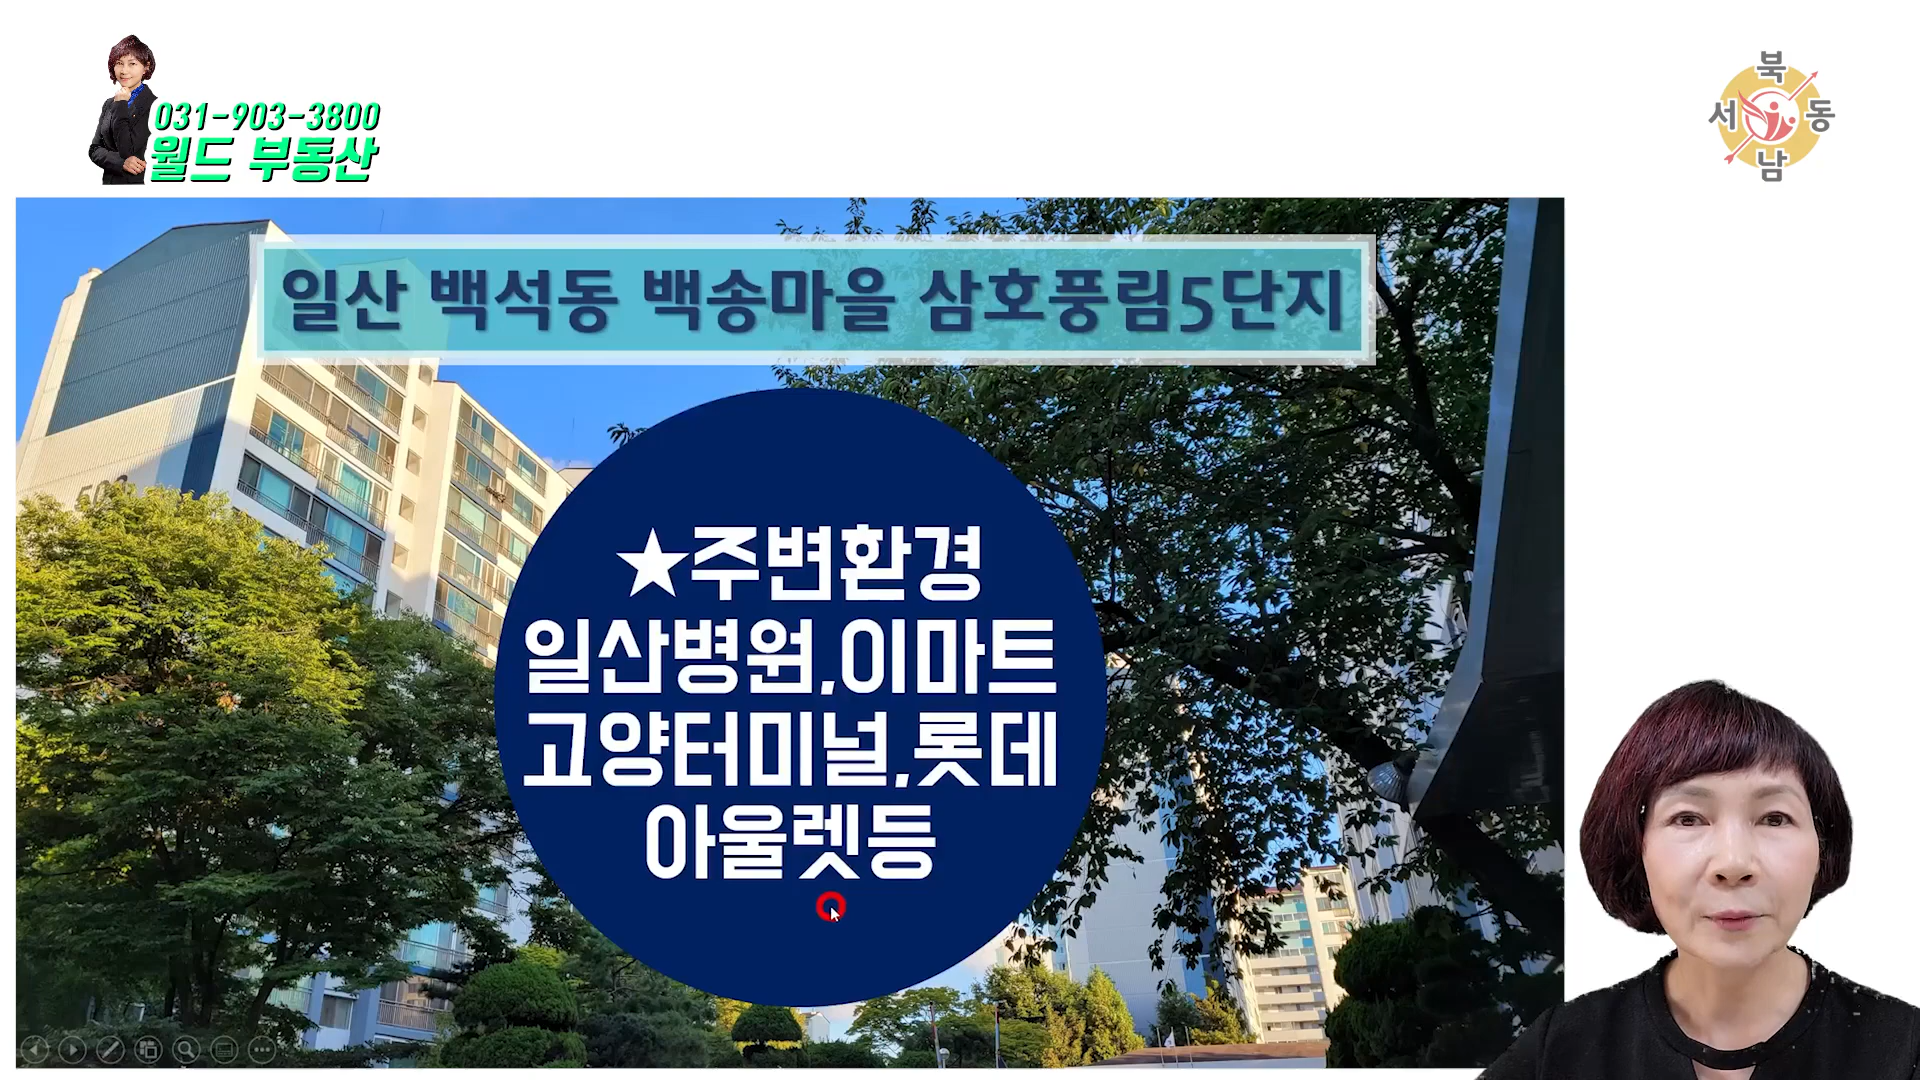 031-903-3800
월드 부동산
북
서 동
남
일산 백석동 백송마을 삼호풍림5단지
★주변환경
일산병원,이마트
고양터미널,롯데
아울렛등